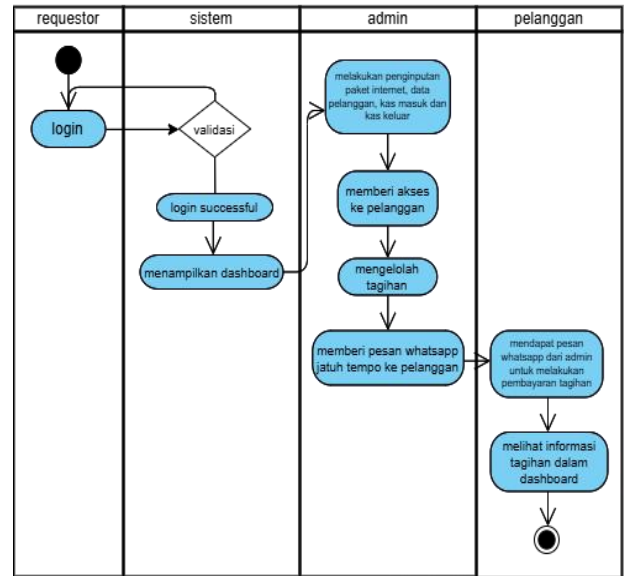 requestor
sistem
admin
pelanggan
login
validasi
login successful
menampilkan dashboard
melakukan penginputan
paket internet, data
pelanggan, kas masuk dan
kas keluar
memberi akses
ke pelanggan
mengelolah
tagihan
memberi pesan whatsapp
jatuh tempo ke pelanggan
mendapat pesan
whatsapp dari admin
untuk melakukan
pembayaran tagihan
melihat informasi
tagihan dalam
dashboard